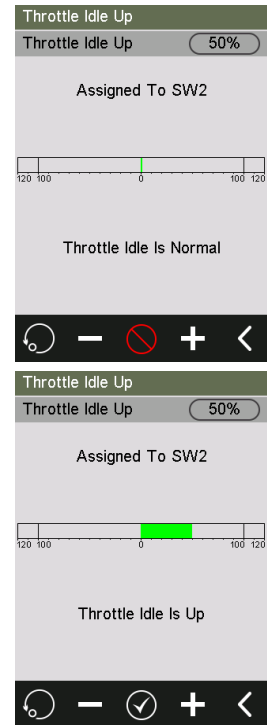 Throttle Idle Up
Throttle Idle Up 50%
Assigned To SW2
120 100 0 100 120
Throttle Idle Is Normal
Throttle Idle Up
Throttle Idle Up 50%
Assigned To SW2
120 100 0 100 120
Throttle Idle Is Up